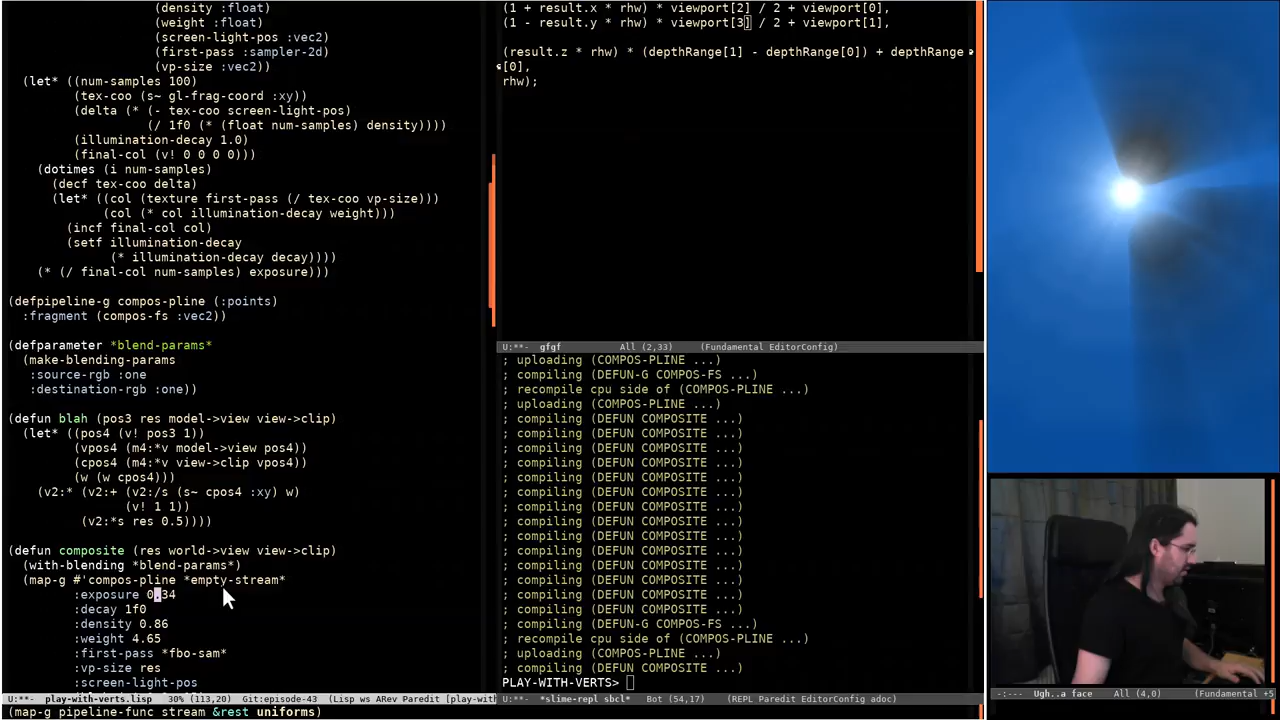 (density :float)
(weight :float)
(screen-light-pos :vec2)
(first-pass :sampler-2d)
(vp-size :vec2))
(let* ((num-samples 100)
(tex-coo (s~ gl-frag-coord :xy))
(delta (* (- tex-coo screen-light-pos)
(/ 1f0 (* (float num-samples) density))))
(illumination-decay 1.0)
(final-col (v! 0 0 0 0)))
(dotimes (i num-samples)
(decf tex-coo delta)
(let* ((col (texture first-pass (/ tex-coo vp-size)))
(col (* col illumination-decay weight)))
(incf final-col col)
(setf illumination-decay
(* illumination-decay decay))))
(* (/ final-col num-samples) exposure)))
(defpipeline-g compos-pline (:points)
:fragment (compos-fs :vec2))
(defparameter *blend-params*
(make-blending-params
:source-rgb :one
:destination-rgb :one))
(defun blah (pos3 res model->view view->clip)
(let* ((pos4 (v! pos3 1))
(vpos4 (m4:*v model->view pos4))
(cpos4 (m4:*v view->clip vpos4))
(w (w cpos4)))
(v2:* (v2:+ (v2:/s (s~ cpos4 :xy) w)
(v! 1 1))
(v2:*s res 0.5))))
(defun composite (res world->view view->clip)
(with-blending *blend-params*)
(map-g #'compos-pline *empty-stream*
:exposure 0.34
:decay 1f0
:density 0.86
:weight 4.65
:first-pass *fbo-sam*
:vp-size res
:screen-light-pos
U:**- play-with-verts.lisp 30% (113,20) Git:episode-43 (Lisp ws ARev Paredit [play-wit
(map-g pipeline-func stream &rest uniforms)
(1 + result.x * rhw) * viewport[2] / 2 + viewport[0],
(1 - result.y * rhw) * viewport[3] / 2 + viewport[1],
(result.z * rhw) * (depthRange[1] - depthRange[0]) + depthRange
[0],
rhw);
U:**- gfgf All (2,33) (Fundamental EditorConfig)
; uploading (COMPOS-PLINE ...)
; compiling (DEFUN-G COMPOS-FS ...)
; recompile cpu side of (COMPOS-PLINE ...)
; uploading (COMPOS-PLINE ...)
; compiling (DEFUN COMPOSITE ...)
; compiling (DEFUN COMPOSITE ...)
; compiling (DEFUN COMPOSITE ...)
; compiling (DEFUN COMPOSITE ...)
; compiling (DEFUN COMPOSITE ...)
; compiling (DEFUN COMPOSITE ...)
; compiling (DEFUN COMPOSITE ...)
; compiling (DEFUN COMPOSITE ...)
; compiling (DEFUN COMPOSITE ...)
; compiling (DEFUN COMPOSITE ...)
; compiling (DEFUN COMPOSITE ...)
; compiling (DEFUN COMPOSITE ...)
; compiling (DEFUN COMPOSITE ...)
; compiling (DEFUN COMPOSITE ...)
; compiling (DEFUN-G COMPOS-FS ...)
; recompile cpu side of (COMPOS-PLINE ...)
; uploading (COMPOS-PLINE ...)
; compiling (DEFUN COMPOSITE ...)
PLAY-WITH-VERTS>
U:**- *slime-repl sbcl* Bot (54,17) (REPL Paredit EditorConfig adoc)
-:--- Ugh..a face All (4,0) (Fundamental +5